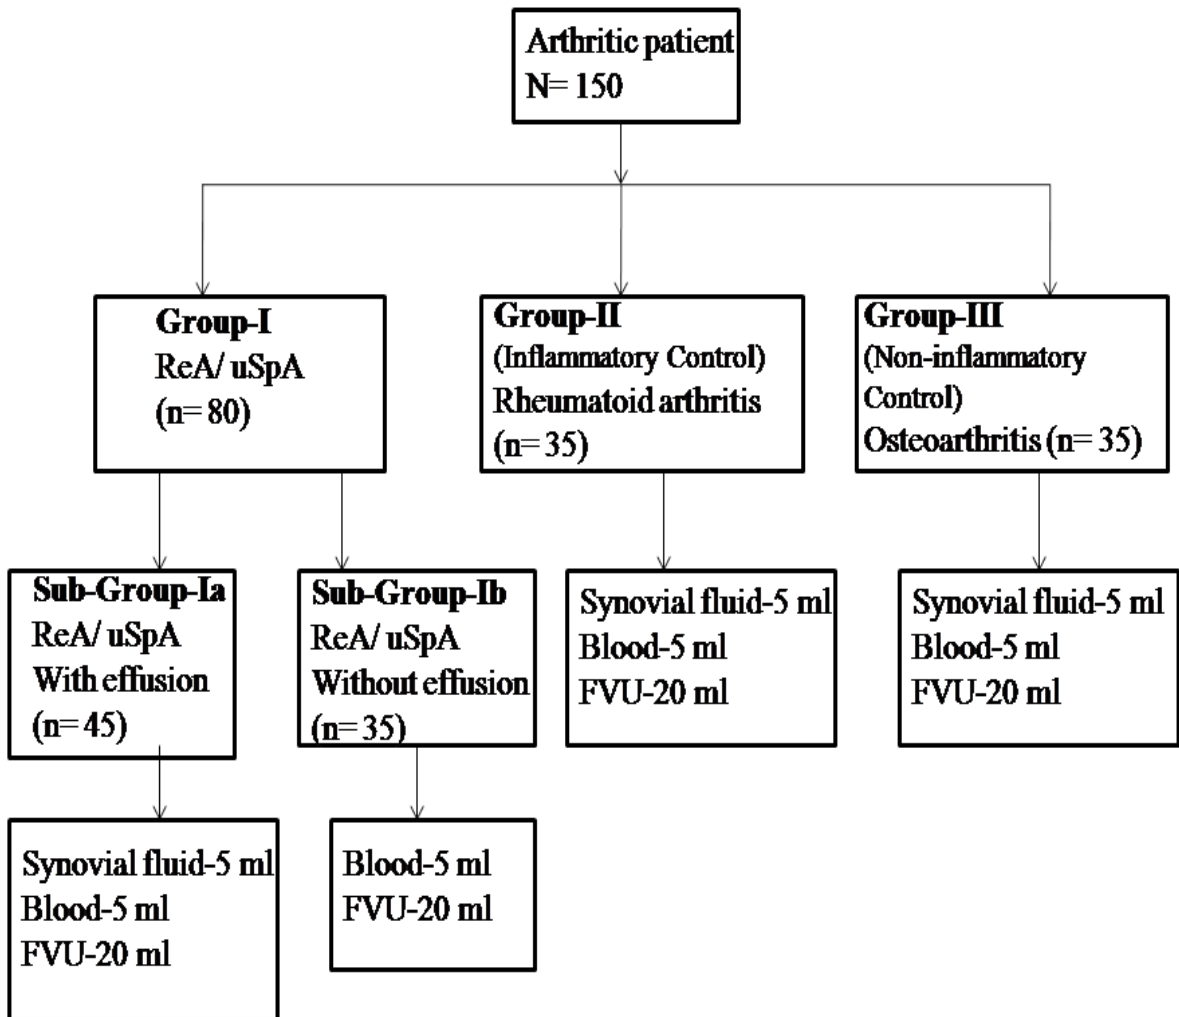 Arthritic patient
N= 150
Group-I
ReA/ uSpA
(n= 80)
Group-II
(Inflammatory Control)
Rheumatoid arthritis
(n= 35)
Group-III
(Non-inflammatory
Control)
Osteoarthritis (n= 35)
Sub-Group-Ia
ReA/ uSpA
With effusion
(n= 45)
Sub-Group-Ib
ReA/ uSpA
Without effusion
(n= 35)
Synovial fluid-5 ml
Blood-5 ml
FVU-20 ml
Synovial fluid-5 ml
Blood-5 ml
FVU-20 ml
Synovial fluid-5 ml
Blood-5 ml
FVU-20 ml
Blood-5 ml
FVU-20 ml